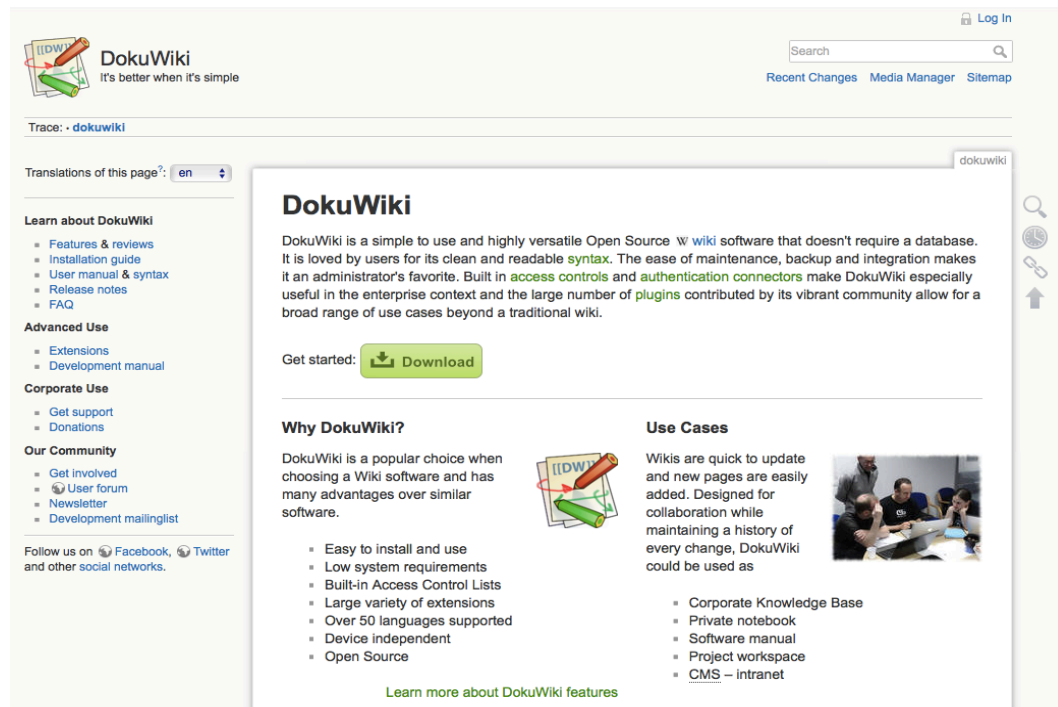 Log In
[[DW]]
DokuWiki
It's better when it's simple
Search
Recent Changes Media Manager Sitemap
Trace: • dokuwiki
Translations of this page?: en
Learn about DokuWiki
Features & reviews
Installation guide
User manual & syntax
Release notes
FAQ
Advanced Use
Extensions
Development manual
Corporate Use
Get support
Donations
Our Community
Get involved
User forum
Newsletter
Development mailinglist
Follow us on Facebook, Twitter
and other social networks.
dokuwiki
DokuWiki
DokuWiki is a simple to use and highly versatile Open Source W wiki software that doesn't require a database.
It is loved by users for its clean and readable syntax. The ease of maintenance, backup and integration makes
it an administrator's favorite. Built in access controls and authentication connectors make DokuWiki especially
useful in the enterprise context and the large number of plugins contributed by its vibrant community allow for a
broad range of use cases beyond a traditional wiki.
Get started: Download
Why DokuWiki?
DokuWiki is a popular choice when
choosing a Wiki software and has
many advantages over similar
software.
[[DW]]
Easy to install and use
Low system requirements
Built-in Access Control Lists
Large variety of extensions
Over 50 languages supported
Device independent
Open Source
Learn more about DokuWiki features
Use Cases
Wikis are quick to update
and new pages are easily
added. Designed for
collaboration while
maintaining a history of
every change, DokuWiki
could be used as
Corporate Knowledge Base
Private notebook
Software manual
Project workspace
CMS – intranet